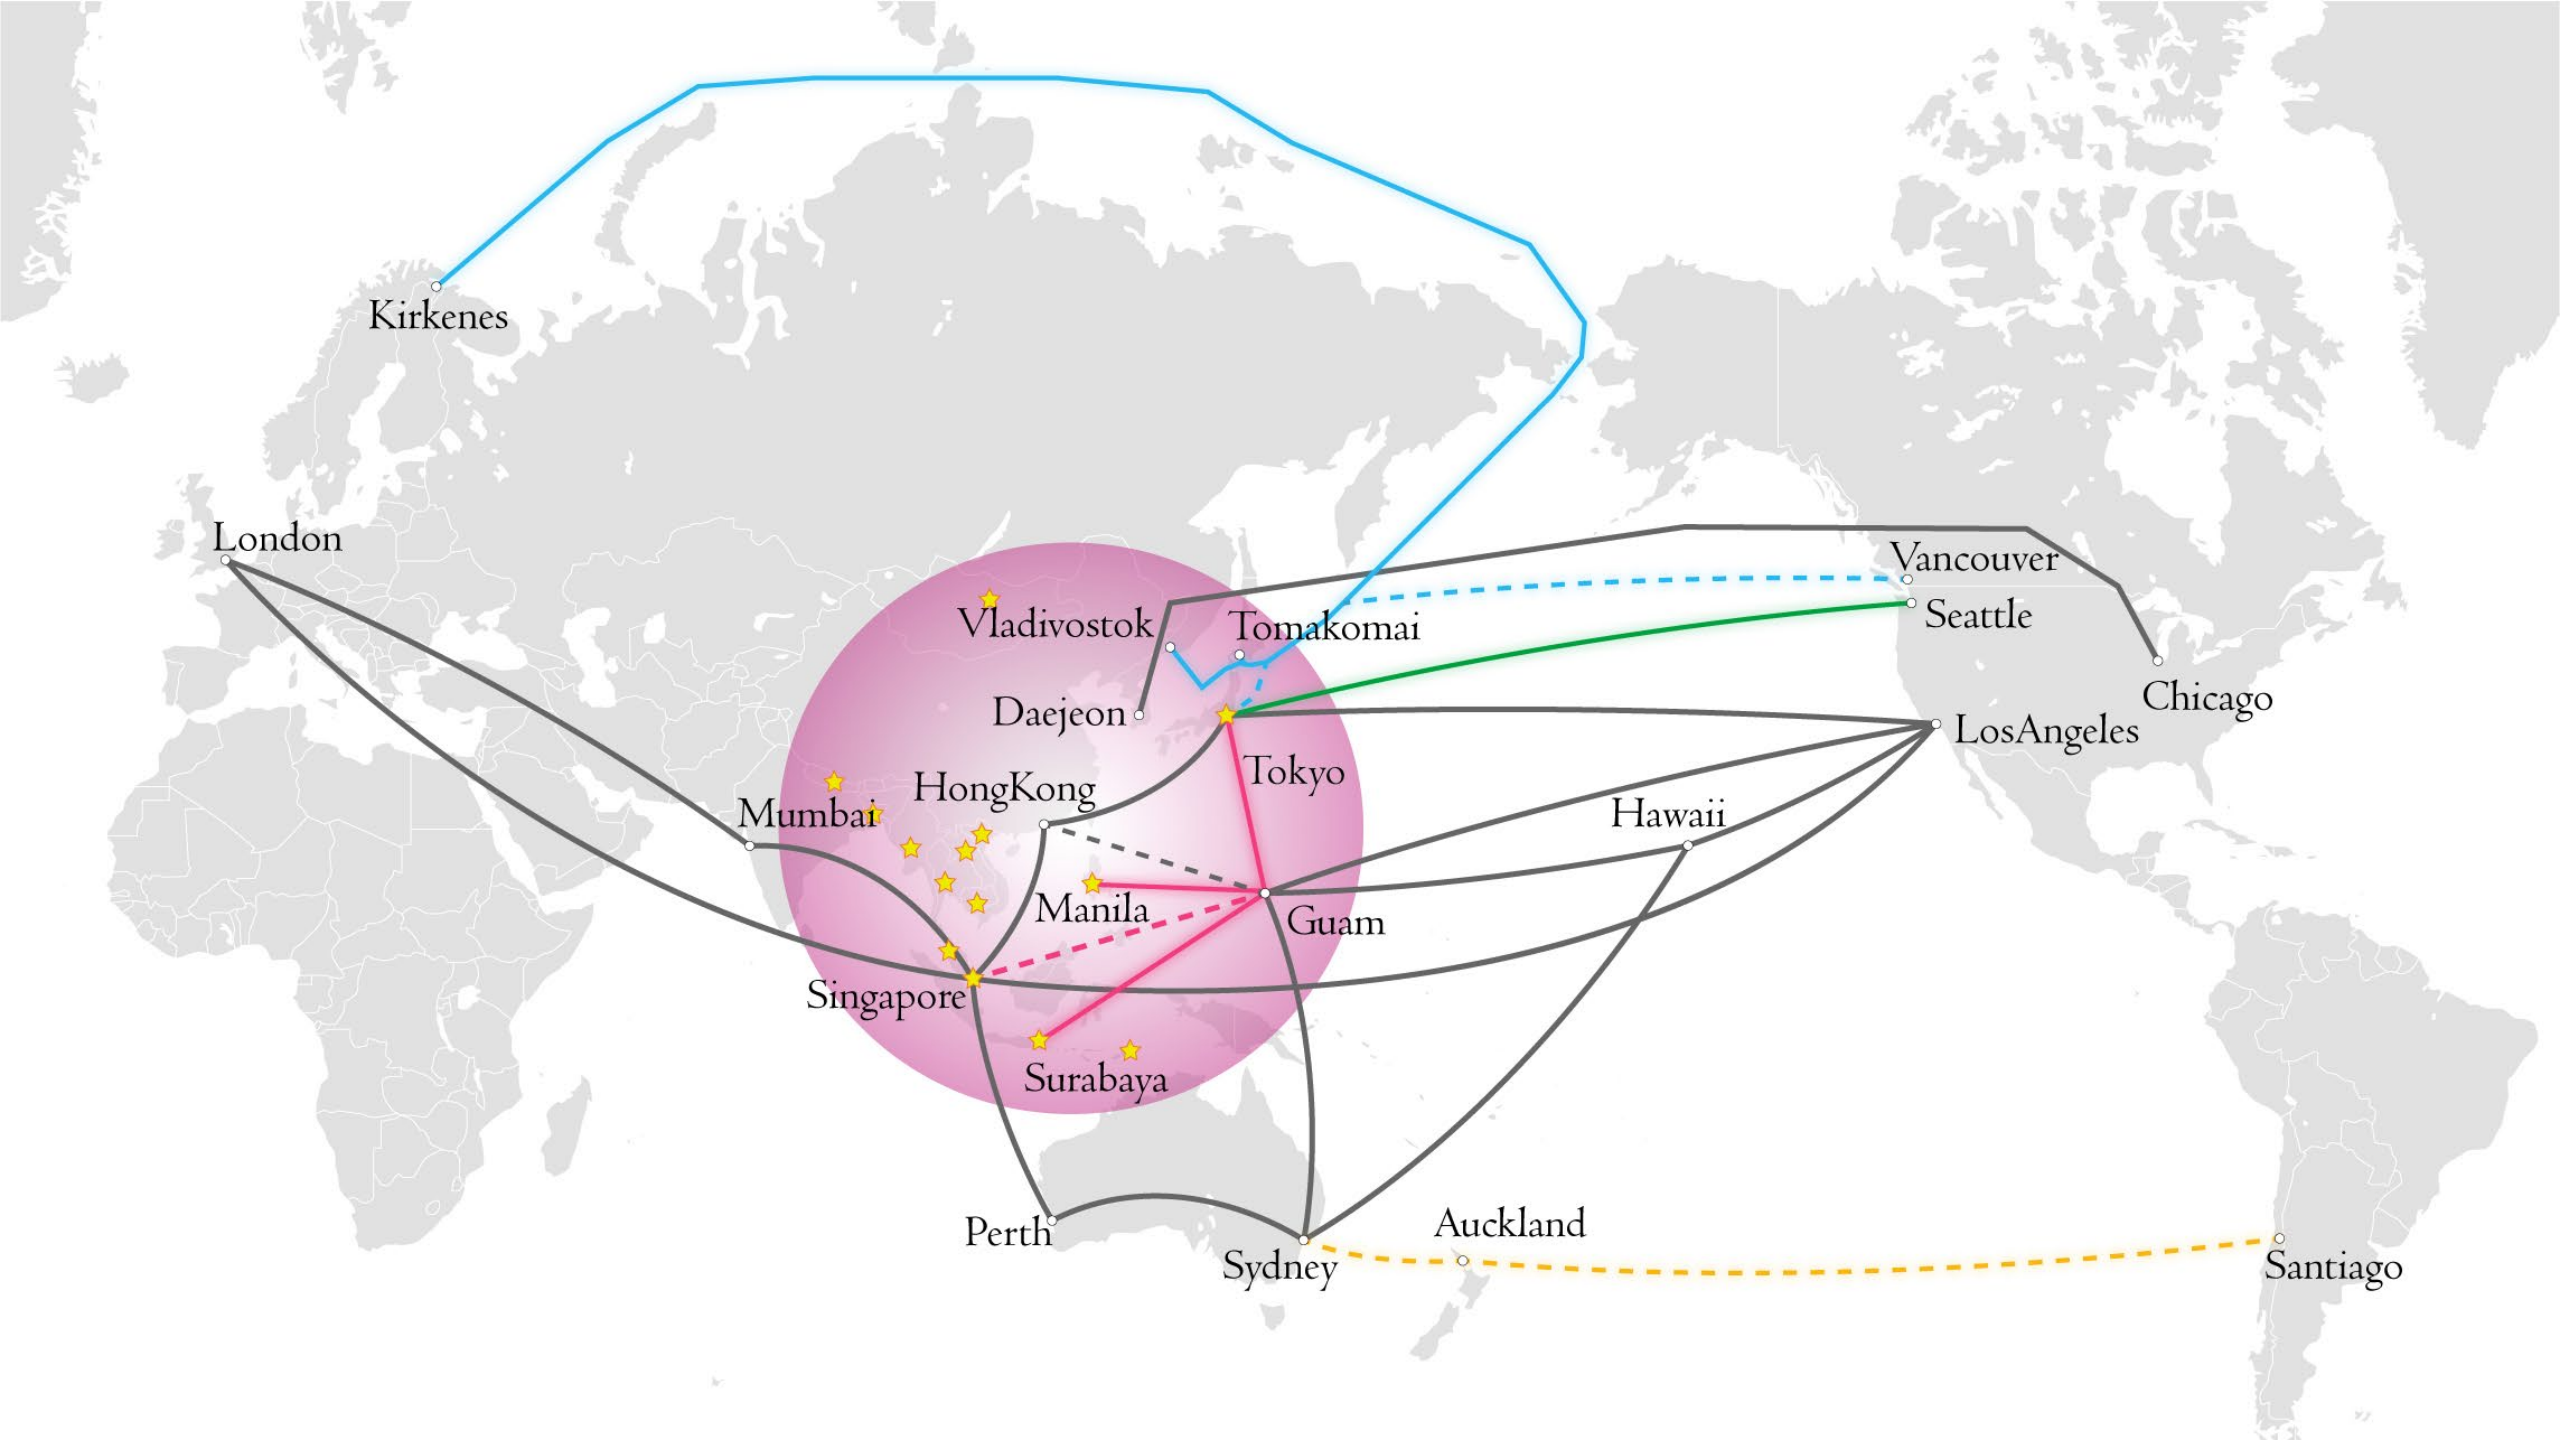 Kirkenes
London
Vancouver
Seattle
Vladivostok
Tomakomai
Chicago
Daejeon
LosAngeles
Tokyo
HongKong
Mumbai
Hawaii
Manila
Guam
Singapore
Surabaya
Perth
Auckland
Sydney
Santiago